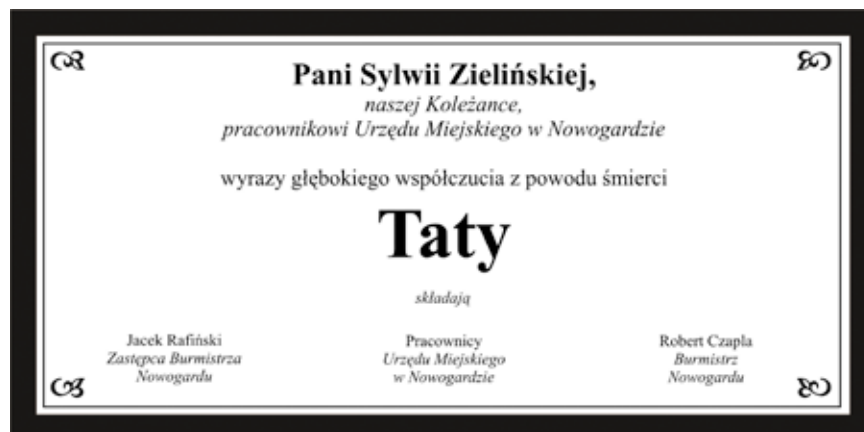 Pani Sylwii Zielińskiej,
naszej Koleżance,
pracownikowi Urzędu Miejskiego w Nowogardzie
wyrazy głębokiego współczucia z powodu śmierci
Taty
składają
Jacek Rafiński
Zastępca Burmistrza
Nowogardu
Pracownicy
Urzędu Miejskiego
w Nowogardzie
Robert Czapla
Burmistrz
Nowogardu